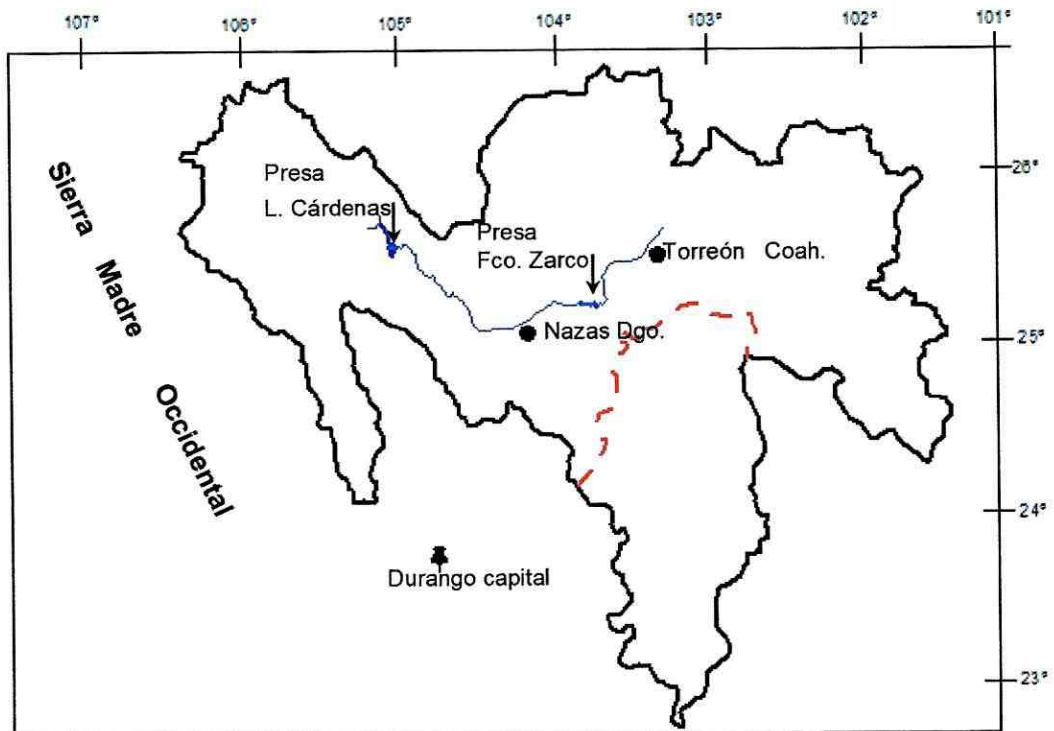 107° 106° 105° 104° 103° 102° 101°
26°
25°
24°
23°
Sierra Madre Occidental
Presa
L. Cárdenas
Presa
Fco. Zarco
Torreón Coah.
Nazas Dgo.
Durango capital